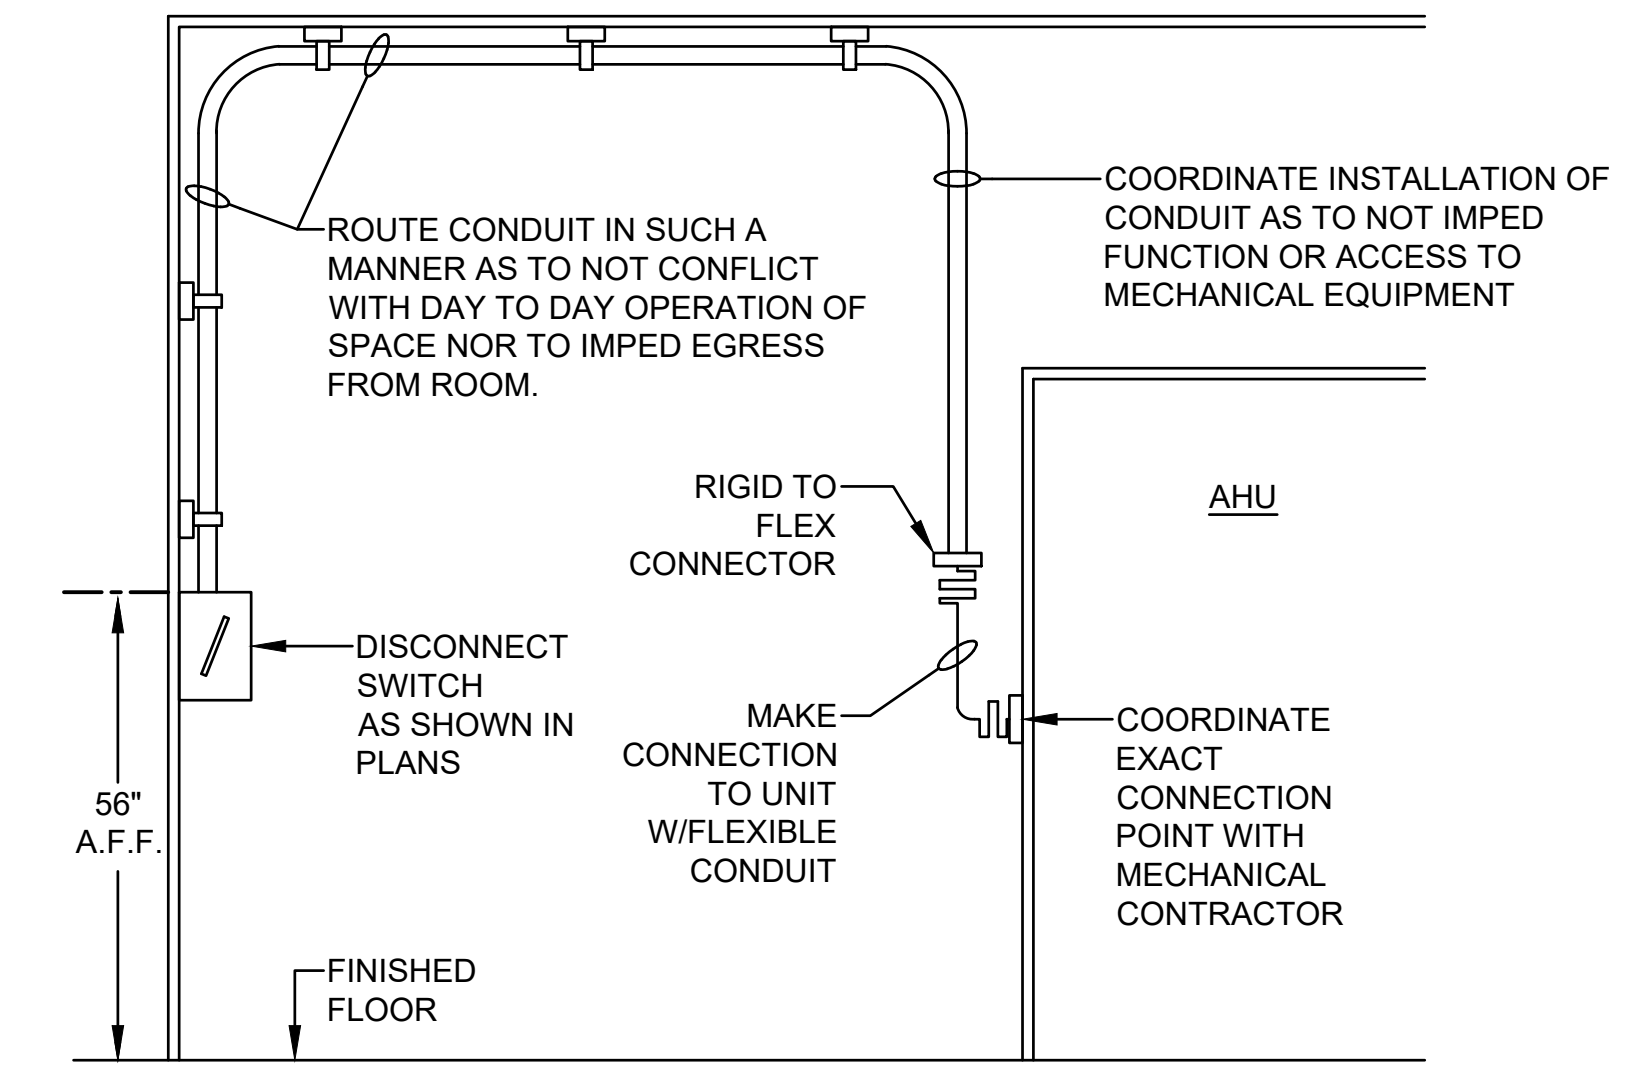 ROUTE CONDUIT IN SUCH A
MANNER AS TO NOT CONFLICT
WITH DAY TO DAY OPERATION OF
SPACE NOR TO IMPED EGRESS
FROM ROOM.
COORDINATE INSTALLATION OF
CONDUIT AS TO NOT IMPED
FUNCTION OR ACCESS TO
MECHANICAL EQUIPMENT
RIGID TO
FLEX
CONNECTOR
AHU
DISCONNECT
SWITCH
AS SHOWN IN
PLANS
MAKE
CONNECTION
TO UNIT
W/FLEXIBLE
CONDUIT
COORDINATE
EXACT
CONNECTION
POINT WITH
MECHANICAL
CONTRACTOR
56"
A.F.F.
FINISHED
FLOOR